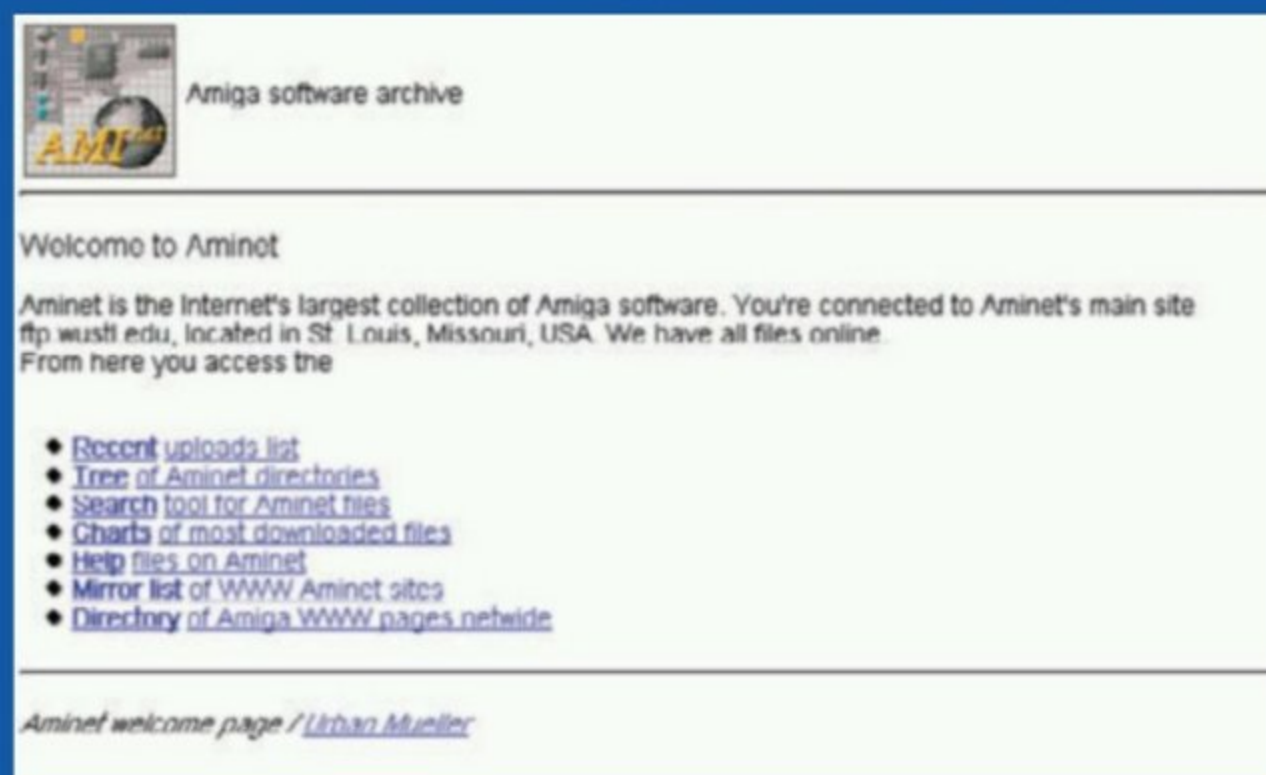 AMINET
Amiga software archive
Welcome to Aminet
Aminet is the Internet's largest collection of Amiga software. You're connected to Aminet's main site
ftp.wustl.edu, located in St. Louis, Missouri, USA. We have all files online.
From here you access the
Recent uploads list
Tree of Aminet directories
Search tool for Aminet files
Charts of most downloaded files
Help files on Aminet
Mirror list of WWW Aminet sites
Directory of Amiga WWW pages netwide
Aminet welcome page / Urban Mueller